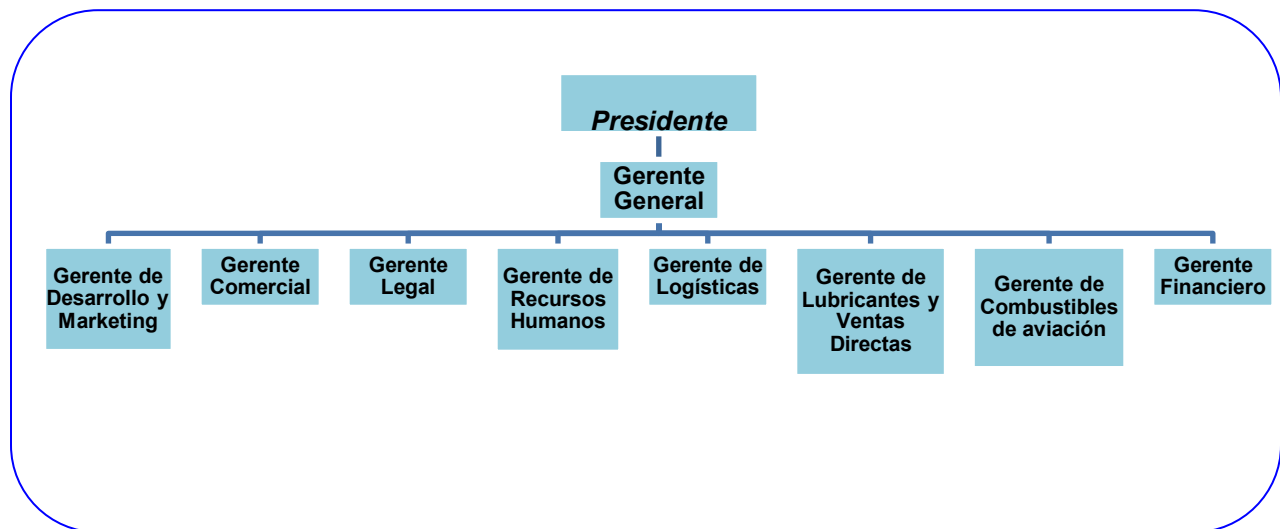 Presidente
Gerente
General
Gerente de
Desarrollo y
Marketing
Gerente
Comercial
Gerente
Legal
Gerente de
Recursos
Humanos
Gerente de
Logísticas
Gerente de
Lubricantes y
Ventas
Directas
Gerente de
Combustibles
de aviación
Gerente
Financiero